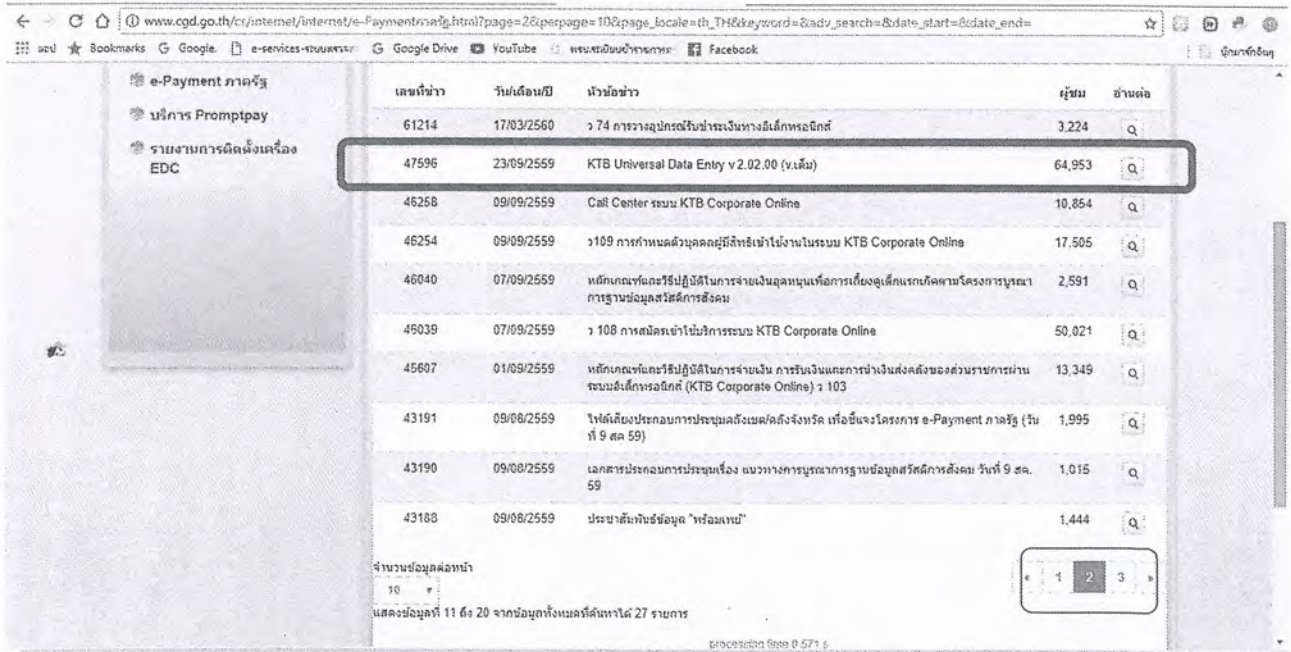 www.cgd.go.th/cs/internet/internet/e-Paymentภาครัฐ.html?page=2&perpage=10&page_locale=th_TH&keyword=&adv_search=&date_start=&date_end=
แอป Bookmarks G Google. Google Drive YouTube Facebook
e-Payment ภาครัฐ
บริการ Promptpay
รายงานการติดตั้งเครื่อง
EDC
เลขที่ข่าว วัน/เดือน/ปี หัวข้อข่าว ผู้ชม อ่านต่อ
61214 17/03/2560 ว 74 การวางอุปกรณ์รับชำระเงินทางอิเล็กทรอนิกส์ 3,224
47596 23/09/2559 KTB Universal Data Entry v 2.02.00 (v.เต็ม) 64,953
46258 09/09/2559 Call Center ระบบ KTB Corporate Online 10,854
46254 09/09/2559 ว109 การกำหนดตัวบุคคลผู้มีสิทธิเข้าใช้งานในระบบ KTB Corporate Online 17,505
46040 07/09/2559 หลักเกณฑ์และวิธีปฏิบัติในการจ่ายเงินอุดหนุนเพื่อการเลี้ยงดูเด็กแรกเกิดตามโครงการบูรณา 2,591
การฐานข้อมูลสวัสดิการสังคม
46039 07/09/2559 ว 108 การสมัครเข้าใช้บริการระบบ KTB Corporate Online 50,021
45607 01/09/2559 หลักเกณฑ์และวิธีปฏิบัติในการจ่ายเงิน การรับเงินและการนำเงินส่งคลังของส่วนราชการผ่าน 13,349
ระบบอิเล็กทรอนิกส์ (KTB Corporate Online) ว 103
43191 09/08/2559 ไฟล์เสียงประกอบการประชุมคลังเขต/คลังจังหวัด เพื่อชี้แจงโครงการ e-Payment ภาครัฐ (วัน 1,995
ที่ 9 สค 59)
43190 09/08/2559 เอกสารประกอบการประชุมเรื่อง แนวทางการบูรณาการฐานข้อมูลสวัสดิการสังคม วันที่ 9 สค. 1,015
59
43188 09/08/2559 ประชาสัมพันธ์ข้อมูล "พร้อมเพย์" 1,444
จำนวนข้อมูลต่อหน้า
10
« 1 2 3 »
แสดงข้อมูลที่ 11 ถึง 20 จากข้อมูลทั้งหมดที่ค้นหาได้ 27 รายการ
processing time 0.571 s